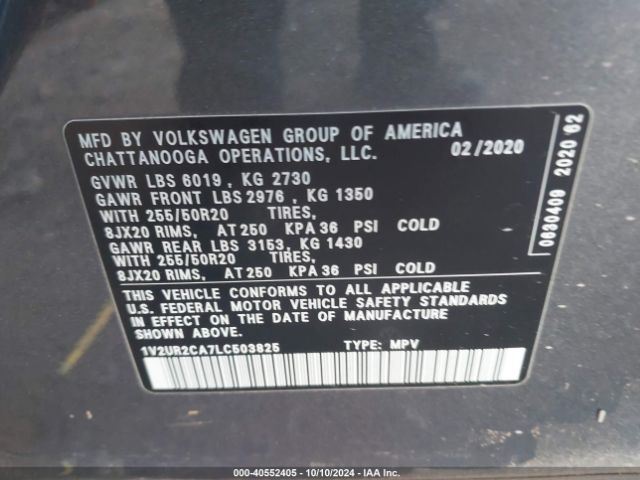 MFD BY VOLKSWAGEN GROUP OF AMERICA
CHATTANOOGA OPERATIONS, LLC. 02/2020
GVWR LBS 6019, KG 2730
GAWR FRONT LBS 2976, KG 1350
WITH 255/50R20 TIRES,
8JX20 RIMS, AT 250 KPA 36 PSI COLD
GAWR REAR LBS 3153, KG 1430
WITH 255/50R20 TIRES,
8JX20 RIMS, AT 250 KPA 36 PSI COLD
THIS VEHICLE CONFORMS TO ALL APPLICABLE
U.S. FEDERAL MOTOR VEHICLE SAFETY STANDARDS
IN EFFECT ON THE DATE OF MANUFACTURE
SHOWN ABOVE.
1V2UR2CA7LC503825 TYPE: MPV
0630409 2020 62
000-40552405 - 10/10/2024 - IAA Inc.